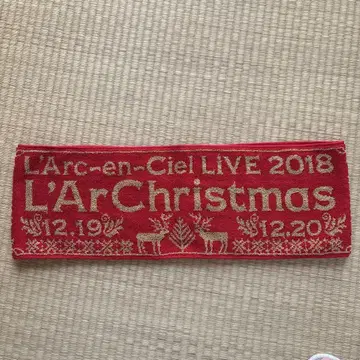 L'Arc~en~Ciel LIVE 2018
L'ArChristmas
12.19 12.20